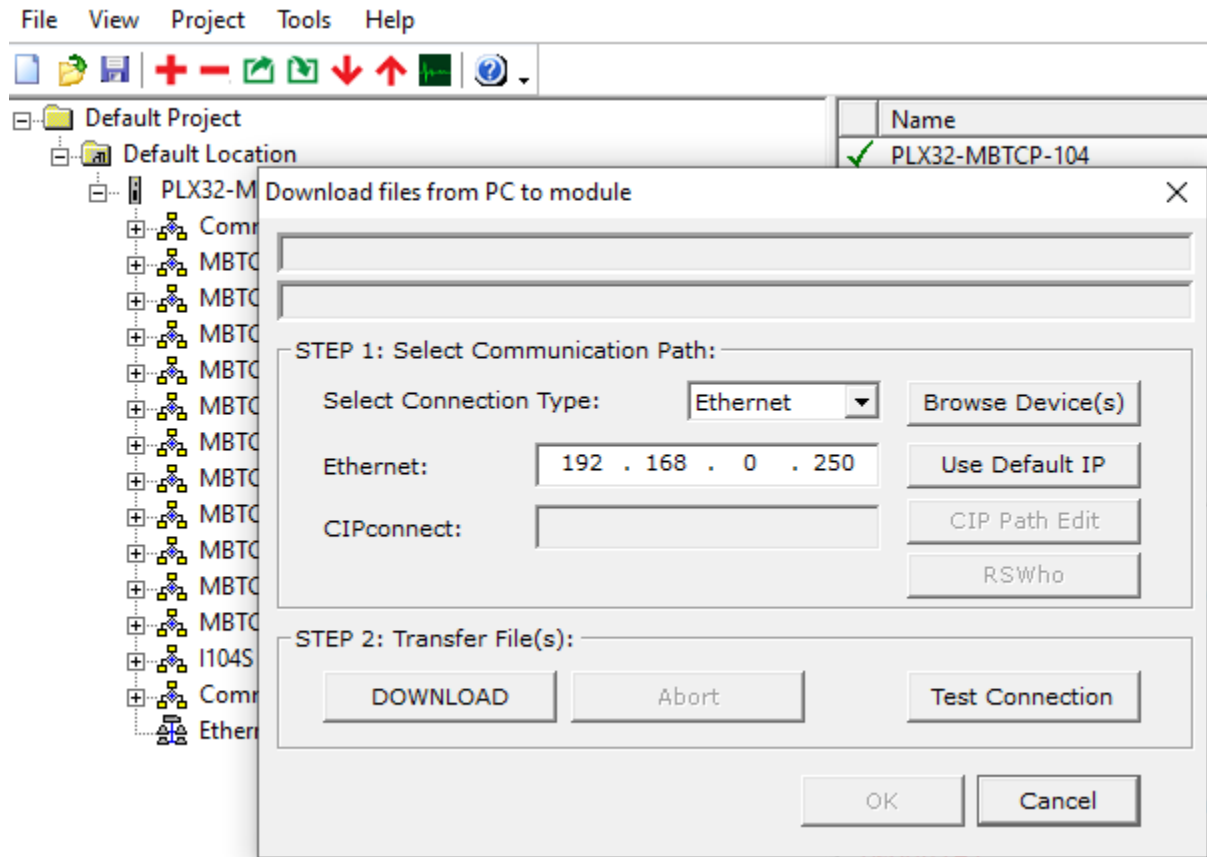 File View Project Tools Help
Default Project
Name
Default Location
PLX32-MBTCP-104
PLX32-M
Download files from PC to module
Comm
MBTC
MBTC
MBTC
MBTC
MBTC
MBTC
MBTC
MBTC
MBTC
MBTC
MBTC
I104S
Comm
Ethern
STEP 1: Select Communication Path:
Select Connection Type: Ethernet Browse Device(s)
Ethernet: 192 . 168 . 0 . 250 Use Default IP
CIPconnect: CIP Path Edit
RSWho
STEP 2: Transfer File(s):
DOWNLOAD Abort Test Connection
OK Cancel